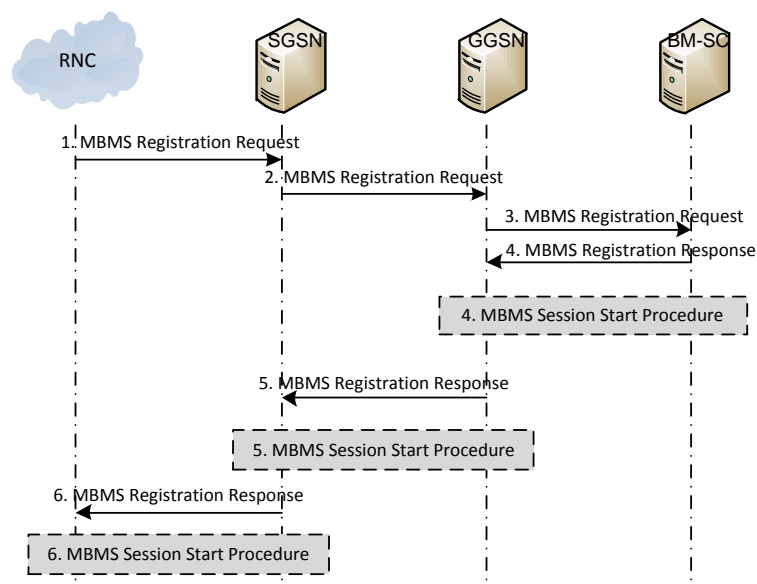 RNC
SGSN
GGSN
BM-SC
1. MBMS Registration Request
2. MBMS Registration Request
3. MBMS Registration Request
4. MBMS Registration Response
4. MBMS Session Start Procedure
5. MBMS Registration Response
5. MBMS Session Start Procedure
6. MBMS Registration Response
6. MBMS Session Start Procedure